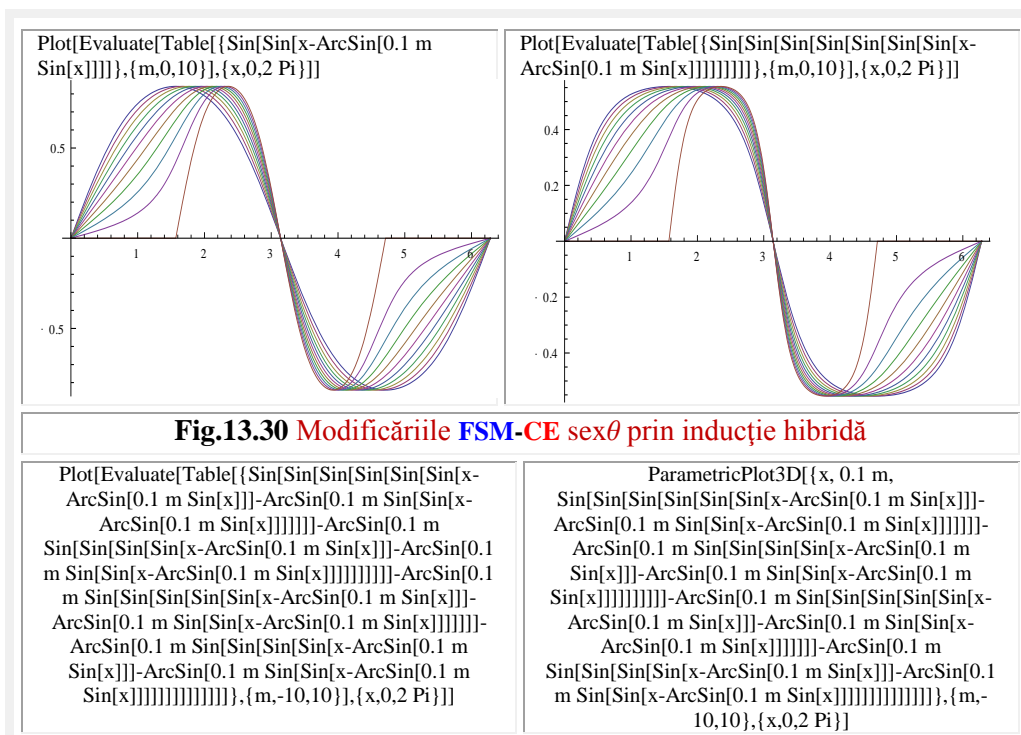 Plot[Evaluate[Table[{Sin[Sin[x-ArcSin[0.1 m
Sin[x]]]]},{m,0,10}],{x,0,2 Pi}]]
0.5
1
2
3
4
5
6
- 0.5
Plot[Evaluate[Table[{Sin[Sin[Sin[Sin[Sin[Sin[Sin[x-
ArcSin[0.1 m Sin[x]]]]]]]]]},{m,0,10}],{x,0,2 Pi}]]
0.4
0.2
1
2
3
4
5
6
- 0.2
- 0.4
Fig.13.30 Modificăriile FSM-CE sexθ prin inducţie hibridă
Plot[Evaluate[Table[{Sin[Sin[Sin[Sin[Sin[Sin[x-
ArcSin[0.1 m Sin[x]]]-ArcSin[0.1 m Sin[Sin[x-
ArcSin[0.1 m Sin[x]]]]]]]-ArcSin[0.1 m
Sin[Sin[Sin[Sin[x-ArcSin[0.1 m Sin[x]]]-ArcSin[0.1
m Sin[Sin[x-ArcSin[0.1 m Sin[x]]]]]]]]]]-ArcSin[0.1
m Sin[Sin[Sin[Sin[Sin[x-ArcSin[0.1 m Sin[x]]]-
ArcSin[0.1 m Sin[Sin[x-ArcSin[0.1 m Sin[x]]]]]]]-
ArcSin[0.1 m Sin[Sin[Sin[Sin[x-ArcSin[0.1 m
Sin[x]]]-ArcSin[0.1 m Sin[Sin[x-ArcSin[0.1 m
Sin[x]]]]]]]]]]]]]]]},{m,-10,10}],{x,0,2 Pi}]]
ParametricPlot3D[{x, 0.1 m,
Sin[Sin[Sin[Sin[Sin[Sin[x-ArcSin[0.1 m Sin[x]]]-
ArcSin[0.1 m Sin[Sin[x-ArcSin[0.1 m Sin[x]]]]]]]-
ArcSin[0.1 m Sin[Sin[Sin[Sin[x-ArcSin[0.1 m
Sin[x]]]-ArcSin[0.1 m Sin[Sin[x-ArcSin[0.1 m
Sin[x]]]]]]]]]]-ArcSin[0.1 m Sin[Sin[Sin[Sin[Sin[x-
ArcSin[0.1 m Sin[x]]]-ArcSin[0.1 m Sin[Sin[x-
ArcSin[0.1 m Sin[x]]]]]]]-ArcSin[0.1 m
Sin[Sin[Sin[Sin[x-ArcSin[0.1 m Sin[x]]]-ArcSin[0.1
m Sin[Sin[x-ArcSin[0.1 m Sin[x]]]]]]]]]]]]]]]},{m,-
10,10},{x,0,2 Pi}]